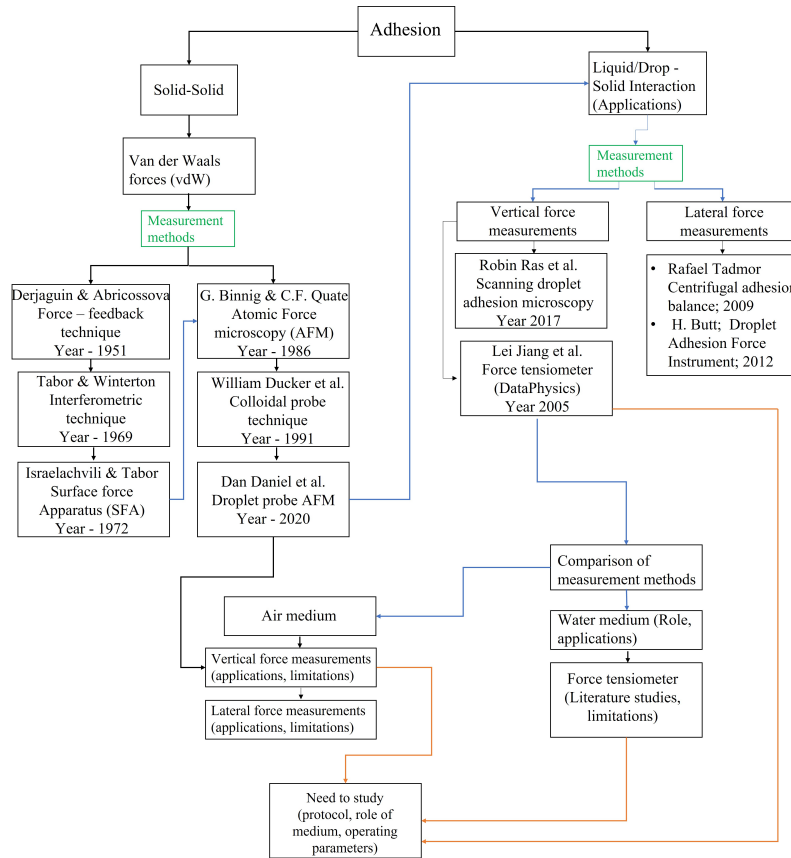 Adhesion
Solid-Solid
Van der Waals
forces (vdW)
Measurement
methods
Derjaguin & Abricossova
Force – feedback
technique
Year - 1951
Tabor & Winterton
Interferometric
technique
Year - 1969
Israelachvili & Tabor
Surface force
Apparatus (SFA)
Year - 1972
G. Binnig & C.F. Quate
Atomic Force
microscopy (AFM)
Year - 1986
William Ducker et al.
Colloidal probe
technique
Year - 1991
Dan Daniel et al.
Droplet probe AFM
Year - 2020
Liquid/Drop -
Solid Interaction
(Applications)
Measurement
methods
Vertical force
measurements
Robin Ras et al.
Scanning droplet
adhesion microscopy
Year 2017
Lei Jiang et al.
Force tensiometer
(DataPhysics)
Year 2005
Lateral force
measurements
• Rafael Tadmor
Centrifugal adhesion
balance; 2009
• H. Butt; Droplet
Adhesion Force
Instrument; 2012
Comparison of
measurement methods
Air medium
Vertical force measurements
(applications, limitations)
Lateral force measurements
(applications, limitations)
Water medium (Role,
applications)
Force tensiometer
(Literature studies,
limitations)
Need to study
(protocol, role of
medium, operating
parameters)